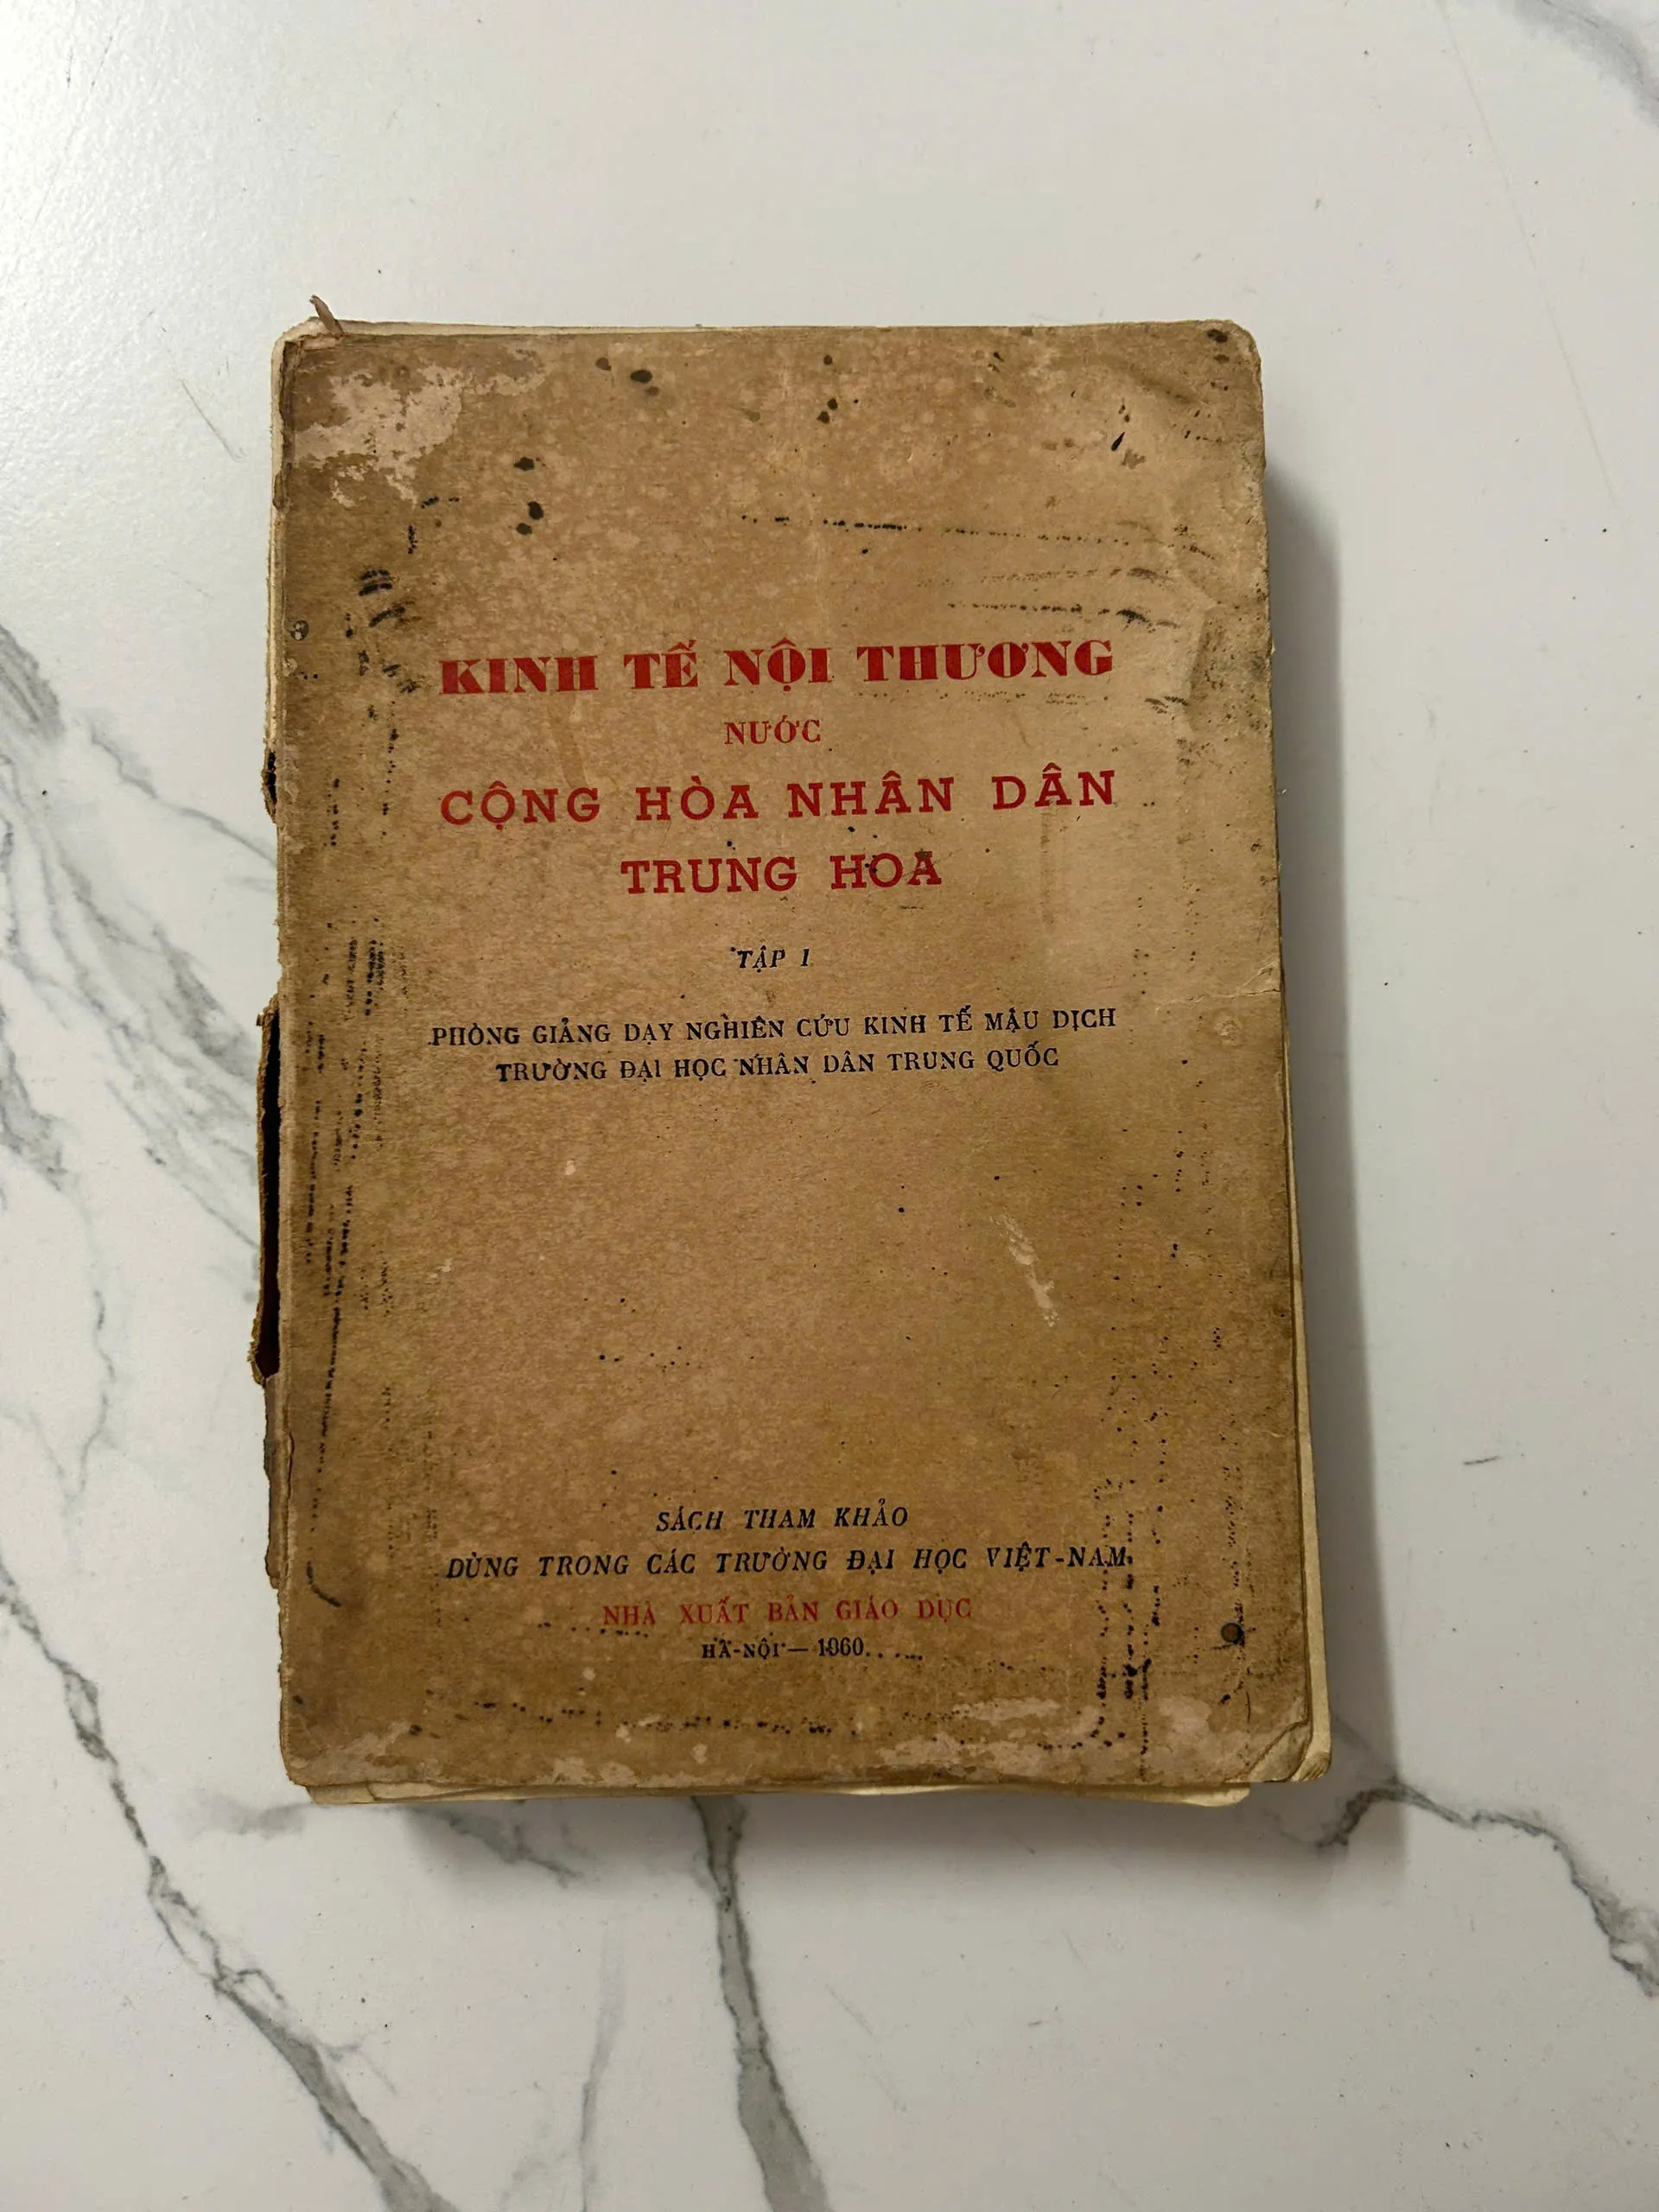 KINH TẾ NỘI THƯƠNG
NƯỚC
CỘNG HÒA NHÂN DÂN
TRUNG HOA
TẬP 1
PHÒNG GIẢNG DẠY NGHIÊN CỨU KINH TẾ MẬU DỊCH
TRƯỜNG ĐẠI HỌC NHÂN DÂN TRUNG QUỐC
SÁCH THAM KHẢO
DÙNG TRONG CÁC TRƯỜNG ĐẠI HỌC VIỆT-NAM
NHÀ XUẤT BẢN GIÁO DỤC
HÀ-NỘI — 1960